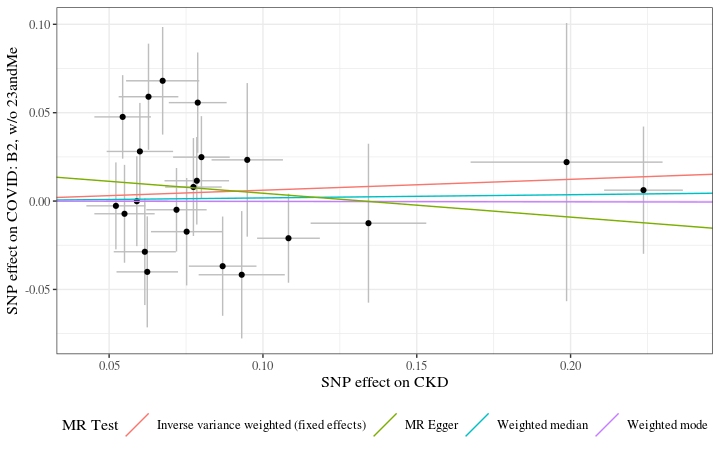 0.10
0.05
0.00
-0.05
SNP effect on COVID: B2, w/o 23andMe
0.05 0.10 0.15 0.20
SNP effect on CKD
MR Test Inverse variance weighted (fixed effects) MR Egger Weighted median Weighted mode